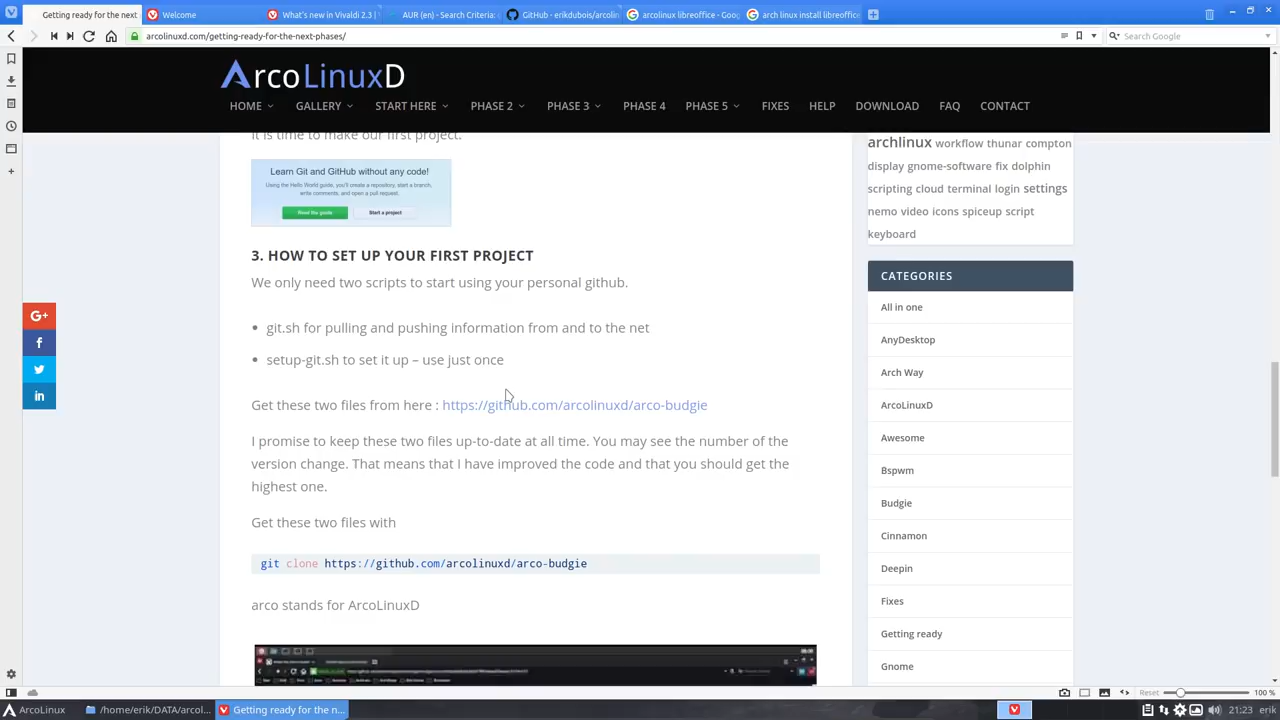 Getting ready for the next
Welcome
What's new in Vivaldi 2.3 |
AUR (en) - Search Criteria:
GitHub - erikdubois/arcolin
arcolinux libreoffice - Goo
arch linux install libreoffice
arcolinuxd.com/getting-ready-for-the-next-phases/
Search Google
ArcoLinuxD
HOME
GALLERY
START HERE
PHASE 2
PHASE 3
PHASE 4
PHASE 5
FIXES
HELP
DOWNLOAD
FAQ
CONTACT
It is time to make our first project.
Learn Git and GitHub without any code!
Using the Hello World guide, you'll create a repository, start a branch,
write comments, and open a pull request.
Read the guide
Start a project
3. HOW TO SET UP YOUR FIRST PROJECT
We only need two scripts to start using your personal github.
• git.sh for pulling and pushing information from and to the net
• setup-git.sh to set it up – use just once
Get these two files from here : https://github.com/arcolinuxd/arco-budgie
I promise to keep these two files up-to-date at all time. You may see the number of the
version change. That means that I have improved the code and that you should get the
highest one.
Get these two files with
git clone https://github.com/arcolinuxd/arco-budgie
arco stands for ArcoLinuxD
archlinux workflow thunar compton
display gnome-software fix dolphin
scripting cloud terminal login settings
nemo video icons spiceup script
keyboard
CATEGORIES
All in one
AnyDesktop
Arch Way
ArcoLinuxD
Awesome
Bspwm
Budgie
Cinnamon
Deepin
Fixes
Getting ready
Gnome
G+
f
in
Reset
100 %
ArcoLinux
/home/erik/DATA/arcol...
Getting ready for the n...
21:23
erik